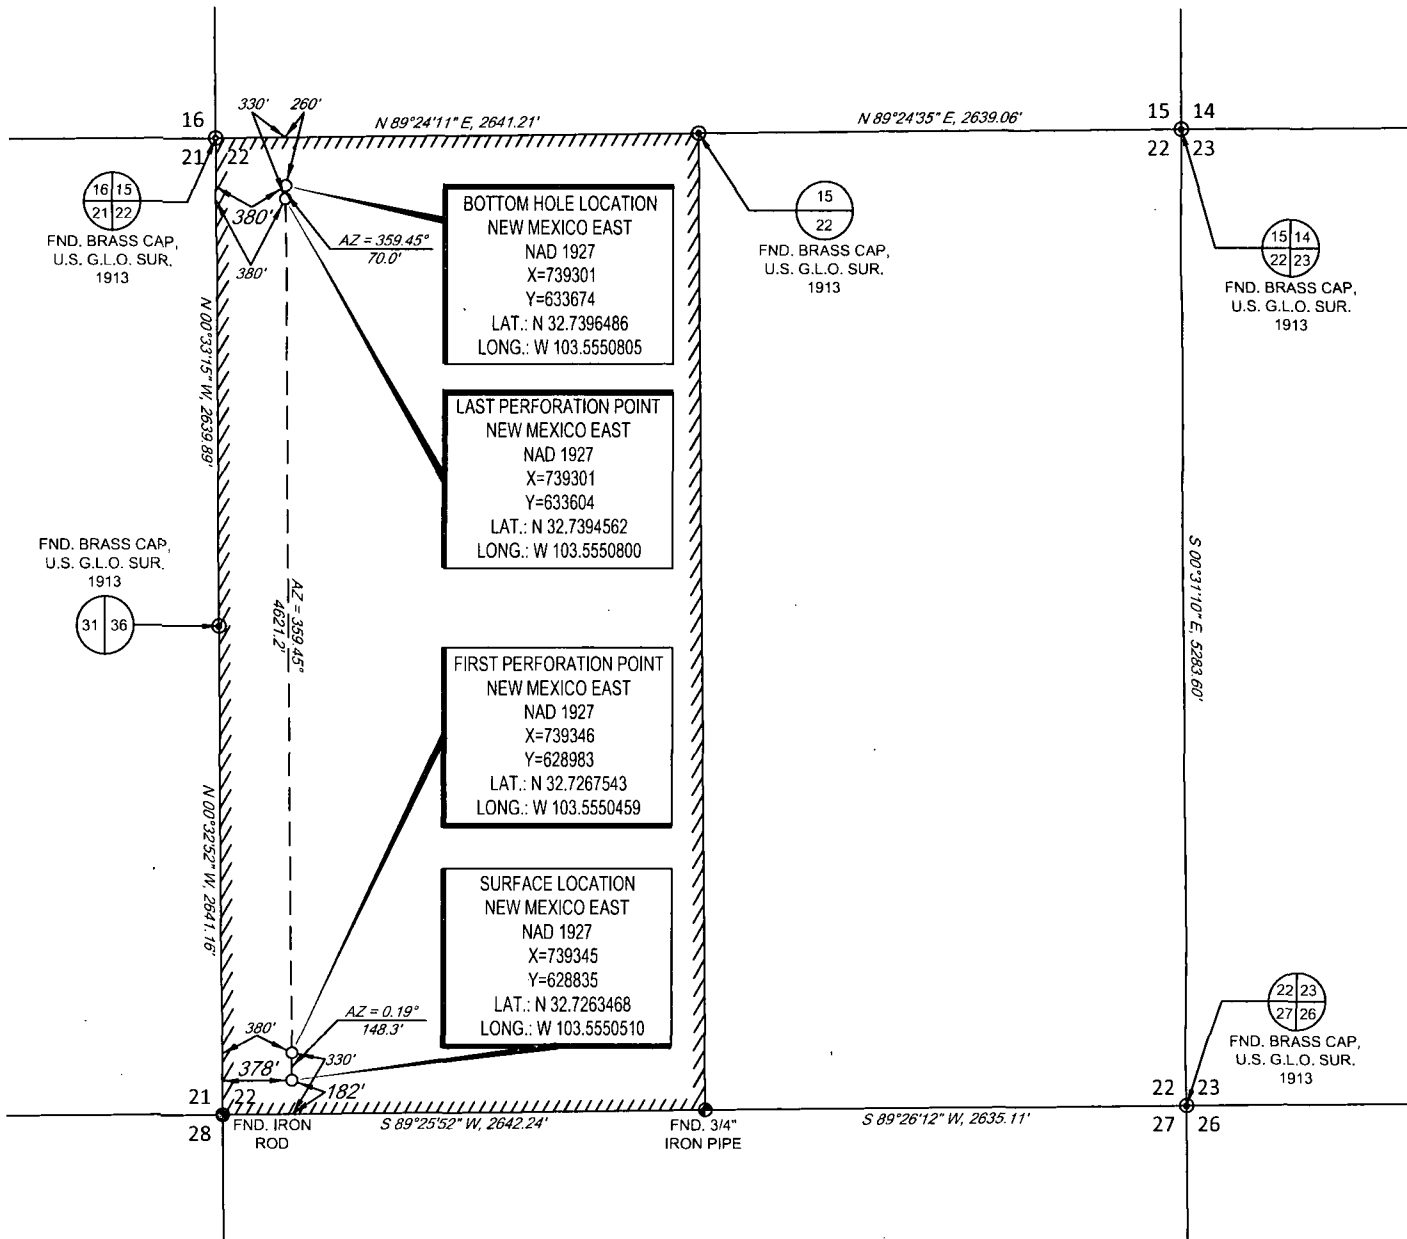 16
330'
260'
N 89°24'11" E, 2641.21'
N 89°24'35" E, 2639.06'
15
14
21
22
22
23
16 15
21 22
FND. BRASS CAP,
U.S. G.L.O. SUR.
1913
380'
380'
AZ = 359.45°
70.0'
BOTTOM HOLE LOCATION
NEW MEXICO EAST
NAD 1927
X=739301
Y=633674
LAT.: N 32.7396486
LONG.: W 103.5550805
15
22
FND. BRASS CAP,
U.S. G.L.O. SUR.
1913
15 14
22 23
FND. BRASS CAP,
U.S. G.L.O. SUR.
1913
N 00°33'15" W, 2639.89'
LAST PERFORATION POINT
NEW MEXICO EAST
NAD 1927
X=739301
Y=633604
LAT.: N 32.7394562
LONG.: W 103.5550800
FND. BRASS CAP,
U.S. G.L.O. SUR.
1913
31 36
AZ = 359.45°
4621.2'
S 00°31'10" E, 5283.60'
FIRST PERFORATION POINT
NEW MEXICO EAST
NAD 1927
X=739346
Y=628983
LAT.: N 32.7267543
LONG.: W 103.5550459
N 00°32'52" W, 2641.16'
SURFACE LOCATION
NEW MEXICO EAST
NAD 1927
X=739345
Y=628835
LAT.: N 32.7263468
LONG.: W 103.5550510
AZ = 0.19°
148.3'
380'
330'
378'
182'
22 23
27 26
FND. BRASS CAP,
U.S. G.L.O. SUR.
1913
21
22
28
FND. IRON
ROD
S 89°25'52" W, 2642.24'
FND. 3/4"
IRON PIPE
S 89°26'12" W, 2635.11'
22
23
27
26